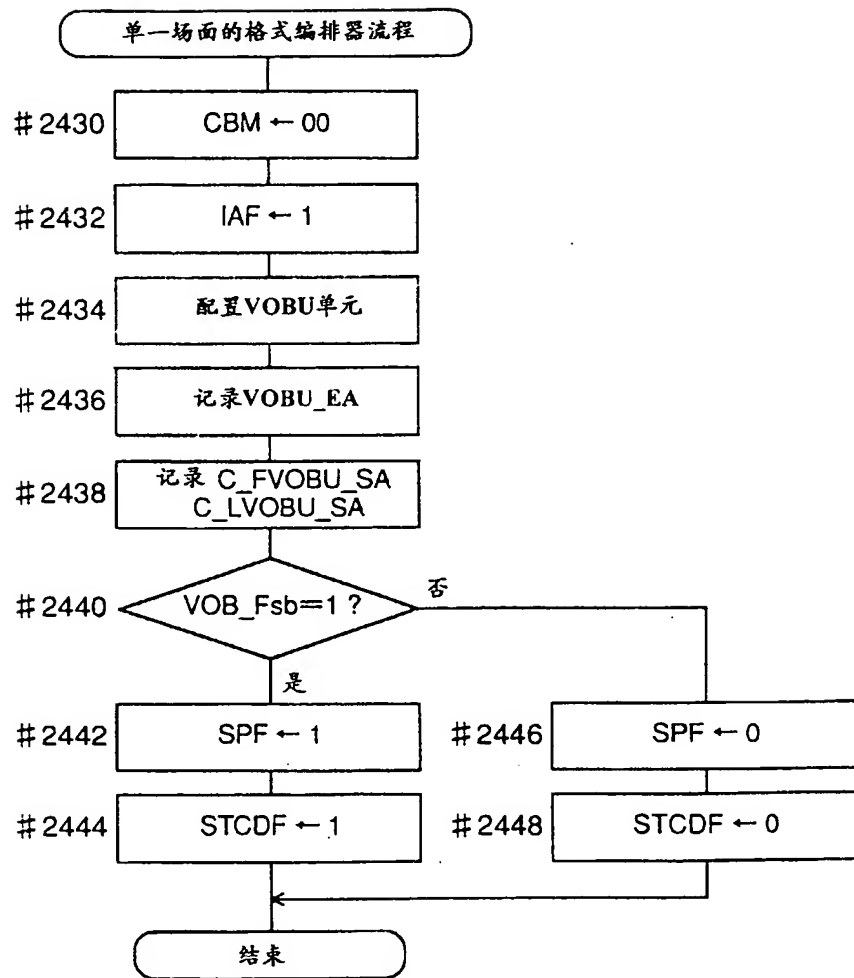 单一场面的格式编排器流程
#2430
CBM ← 00
#2432
IAF ← 1
#2434
配置VOBU单元
#2436
记录VOBU_EA
#2438
记录 C_FVOBU_SA
C_LVOBU_SA
#2440
VOB_Fsb=1?
否
是
#2442
SPF ← 1
#2446
SPF ← 0
#2444
STCDF ← 1
#2448
STCDF ← 0
结束